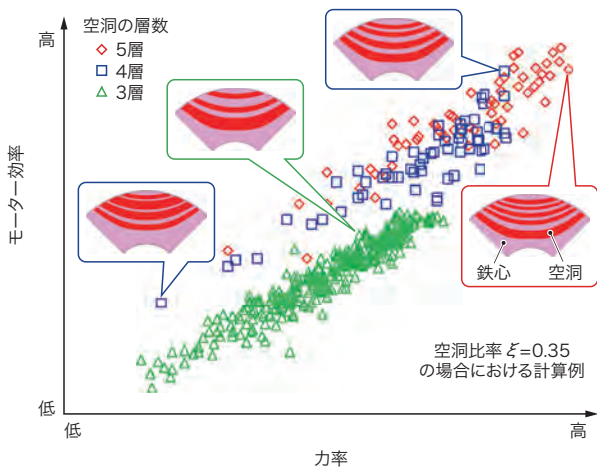 高
空洞の層数
5層
4層
3層
モーター効率
鉄心
空洞
空洞比率ξ=0.35
の場合における計算例
低
低
高
力率